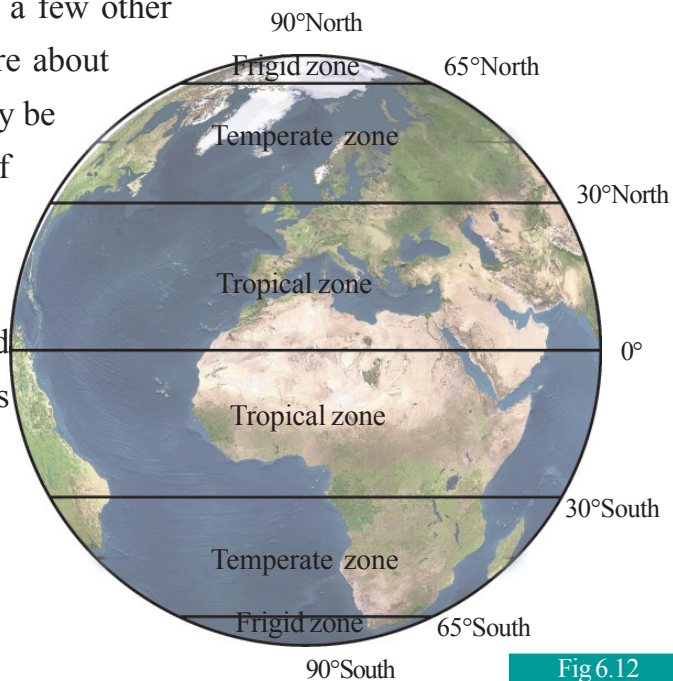 a few other
re about
y be
f
d
s
90°North
Frigid zone
65°North
Temperate zone
30°North
Tropical zone
0°
Tropical zone
30°South
Temperate zone
Frigid zone
65°South
90°South
Fig 6.12